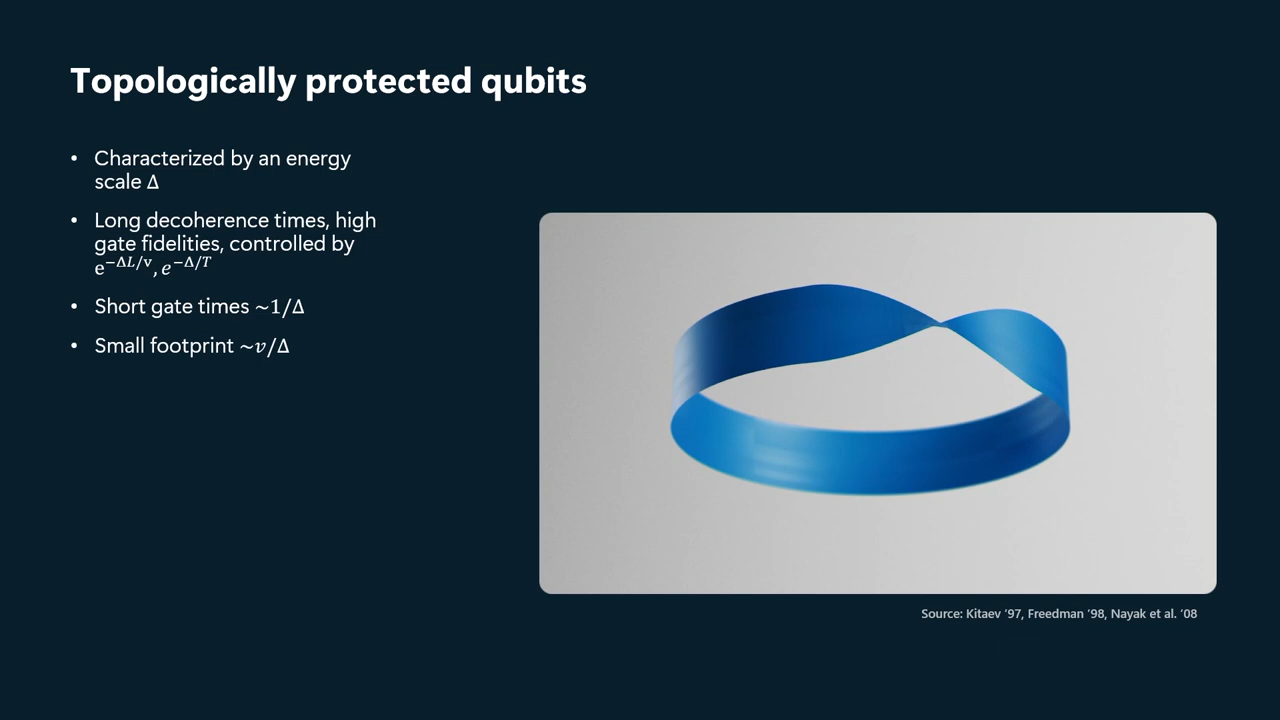 Topologically protected qubits
• Characterized by an energy
scale Δ
• Long decoherence times, high
gate fidelities, controlled by
e^{−ΔL/v}, e^{−Δ/T}
• Short gate times ~1/Δ
• Small footprint ~v/Δ
Source: Kitaev ‘97, Freedman ‘98, Nayak et al. ‘08